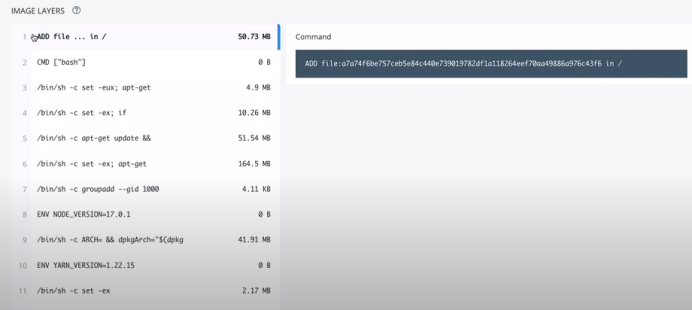 IMAGE LAYERS ?
1 ADD file ... in / 50.73 MB
2 CMD ["bash"] 0 B
3 /bin/sh -c set -eux; apt-get 4.9 MB
4 /bin/sh -c set -ex; if 10.26 MB
5 /bin/sh -c apt-get update && 51.54 MB
6 /bin/sh -c set -ex; apt-get 164.5 MB
7 /bin/sh -c groupadd --gid 1000 4.11 KB
8 ENV NODE_VERSION=17.0.1 0 B
9 /bin/sh -c ARCH= && dpkgArch="$(dpkg 41.91 MB
10 ENV YARN_VERSION=1.22.15 0 B
11 /bin/sh -c set -ex 2.17 MB
Command
ADD file:a7a74f6be757ceb5e84c440e739019782df1a118264eef70aa49886a976c43f6 in /